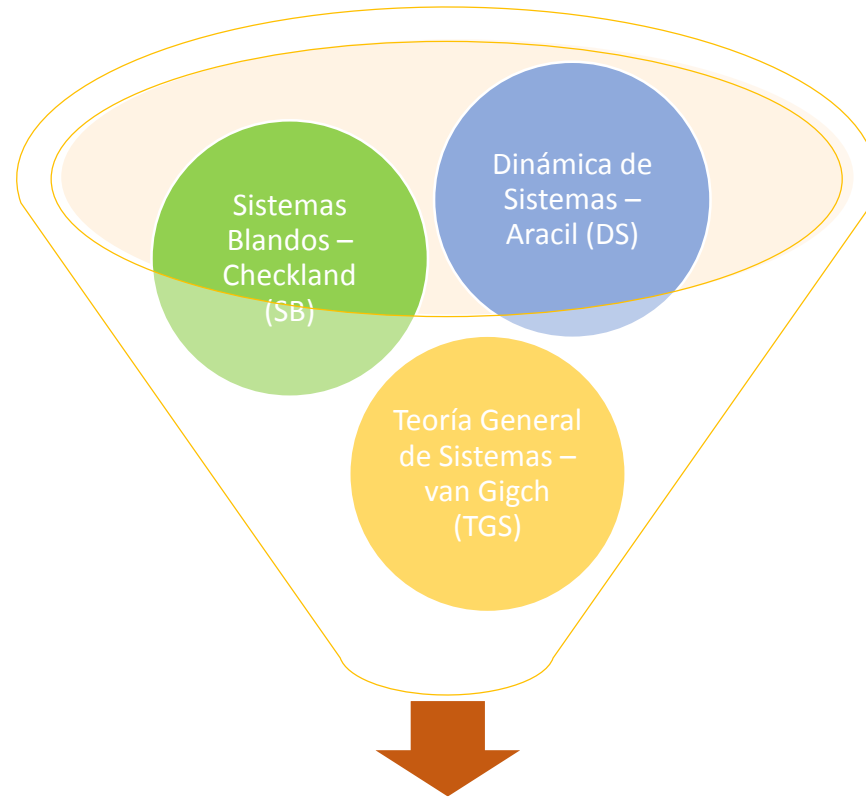 Sistemas
Blandos –
Checkland
(SB)
Dinámica de
Sistemas –
Aracil (DS)
Teoría General
de Sistemas –
van Gigch
(TGS)